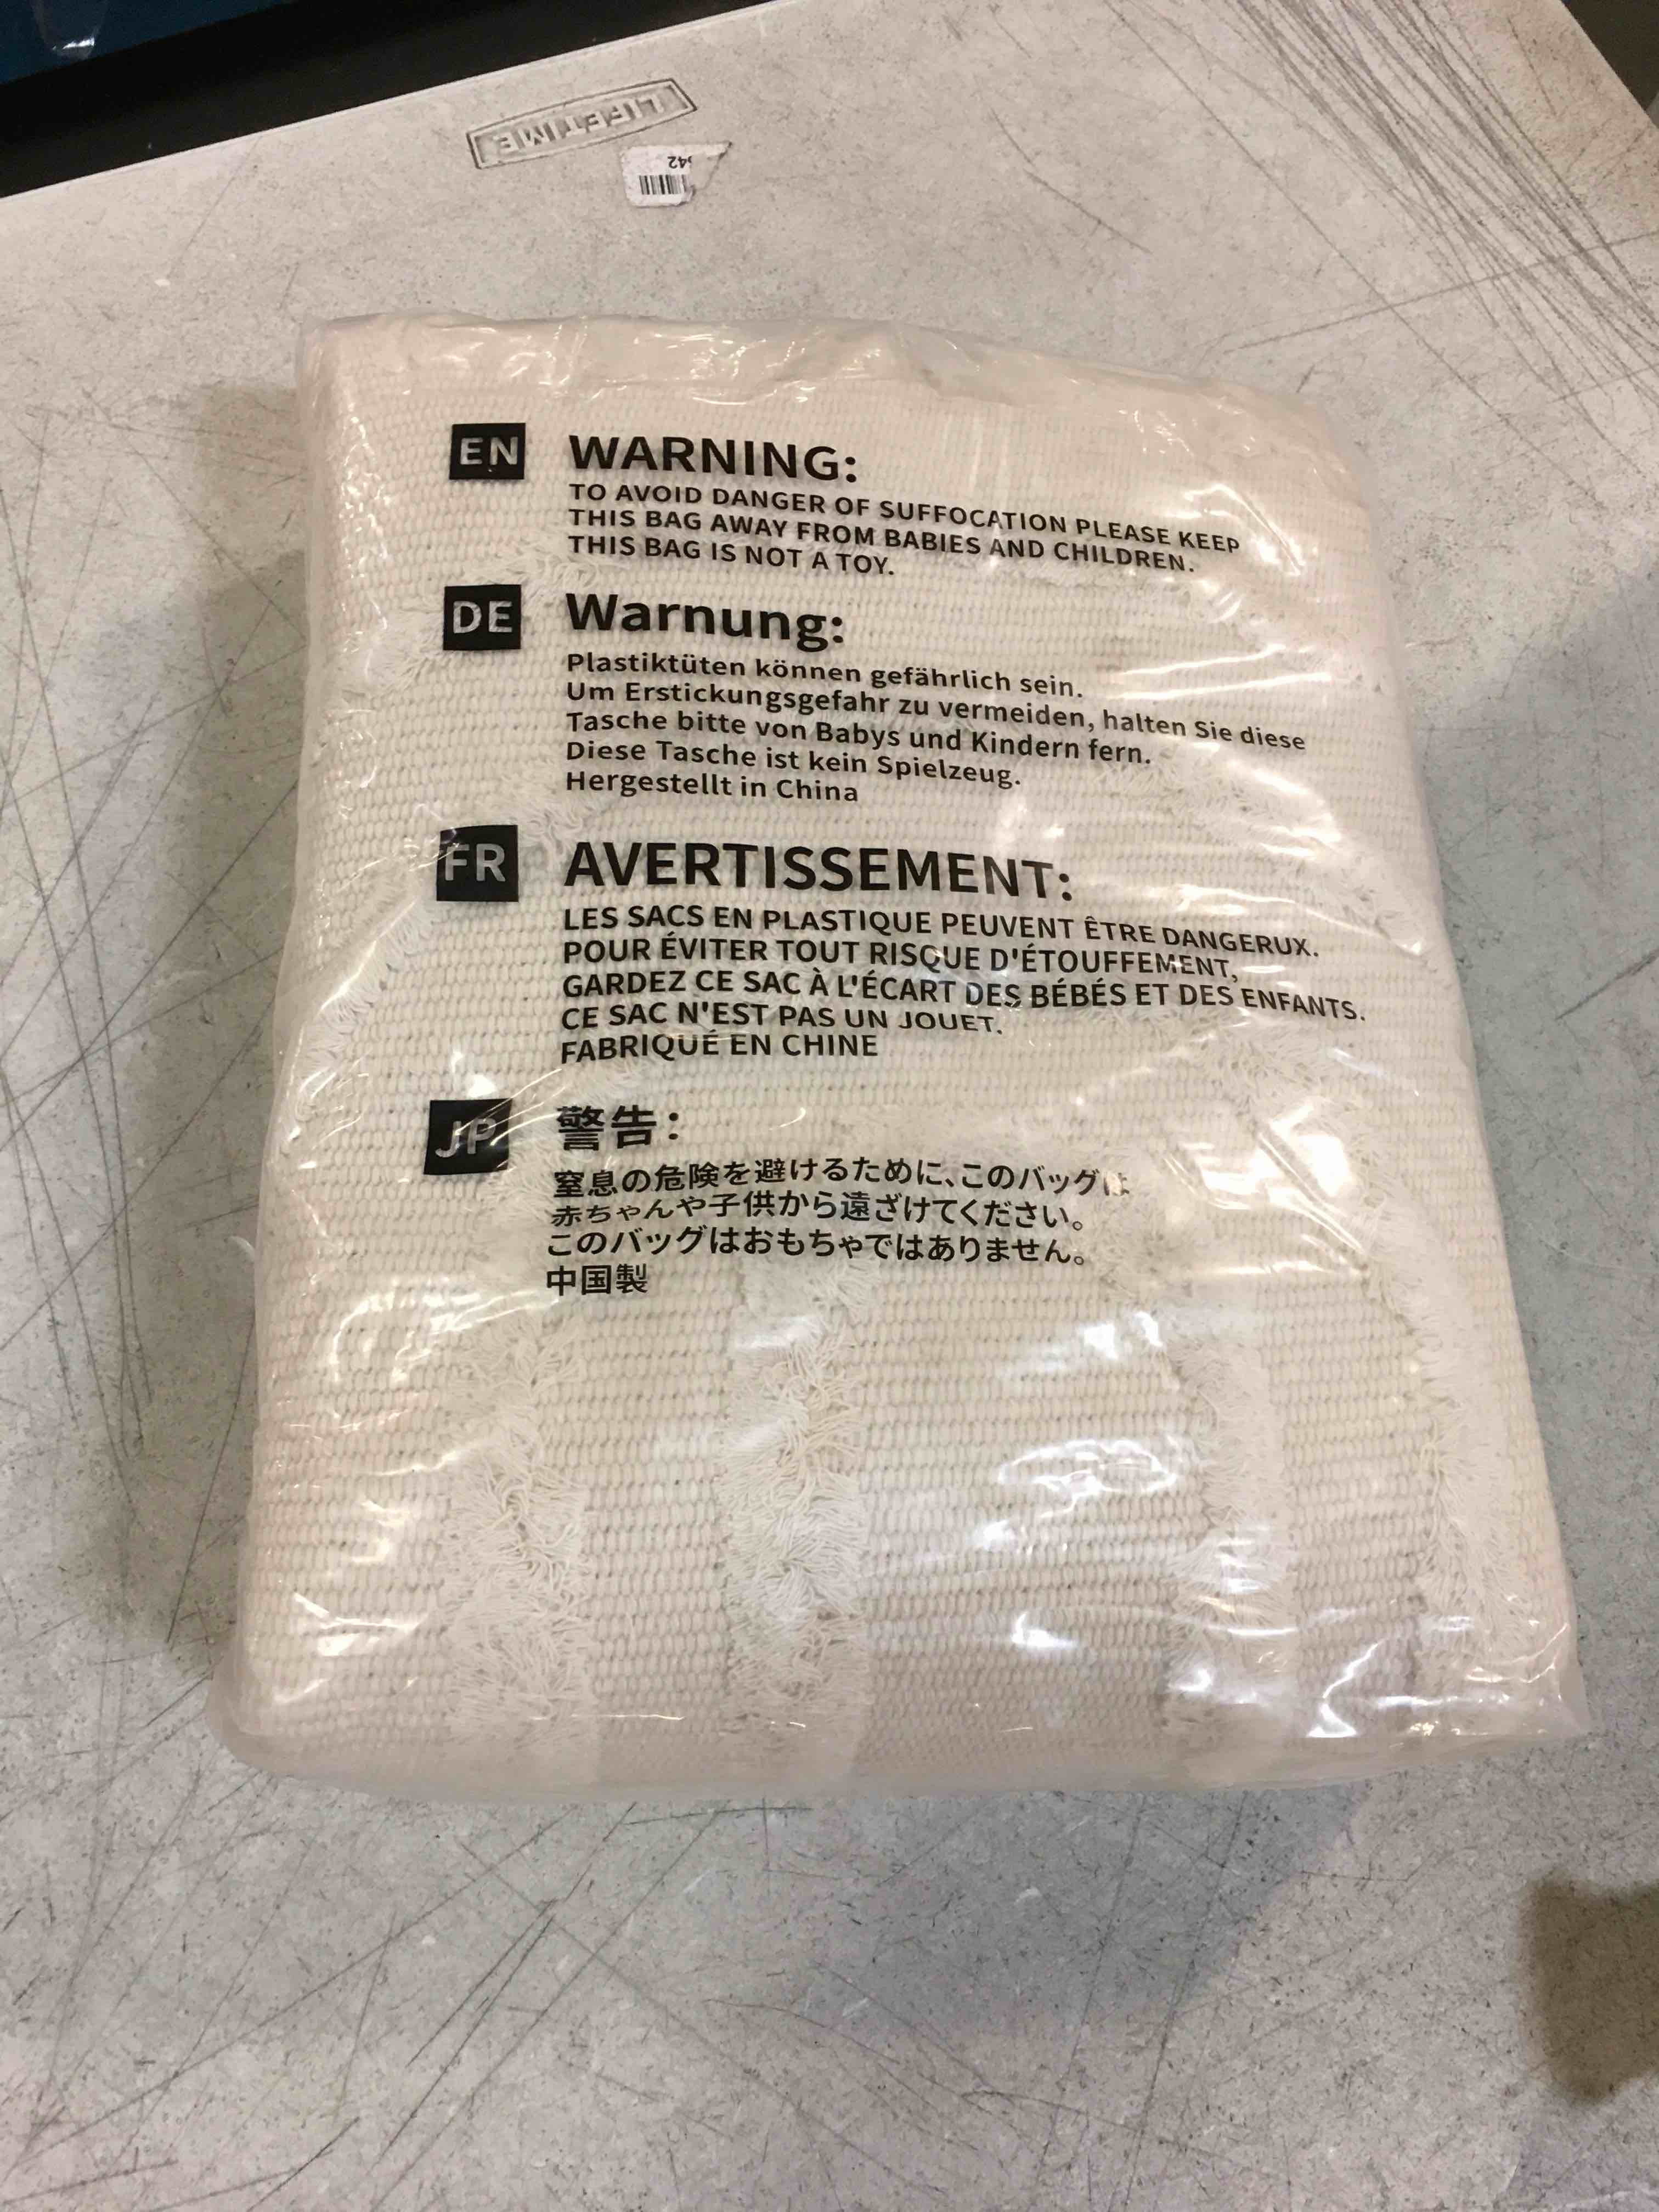 LIFETIME
642
EN
WARNING:
TO AVOID DANGER OF SUFFOCATION PLEASE KEEP
THIS BAG AWAY FROM BABIES AND CHILDREN.
THIS BAG IS NOT A TOY.
DE
Warnung:
Plastiktüten können gefährlich sein.
Um Erstickungsgefahr zu vermeiden, halten Sie diese
Tasche bitte von Babys und Kindern fern.
Diese Tasche ist kein Spielzeug.
Hergestellt in China
FR
AVERTISSEMENT:
LES SACS EN PLASTIQUE PEUVENT ÊTRE DANGERUX.
POUR ÉVITER TOUT RISQUE D'ÉTOUFFEMENT,
GARDEZ CE SAC À L'ÉCART DES BÉBÉS ET DES ENFANTS.
CE SAC N'EST PAS UN JOUET.
FABRIQUÉ EN CHINE
JP
警告：
窒息の危険を避けるために、このバッグは
赤ちゃんや子供から遠ざけてください。
このバッグはおもちゃではありません。
中国製